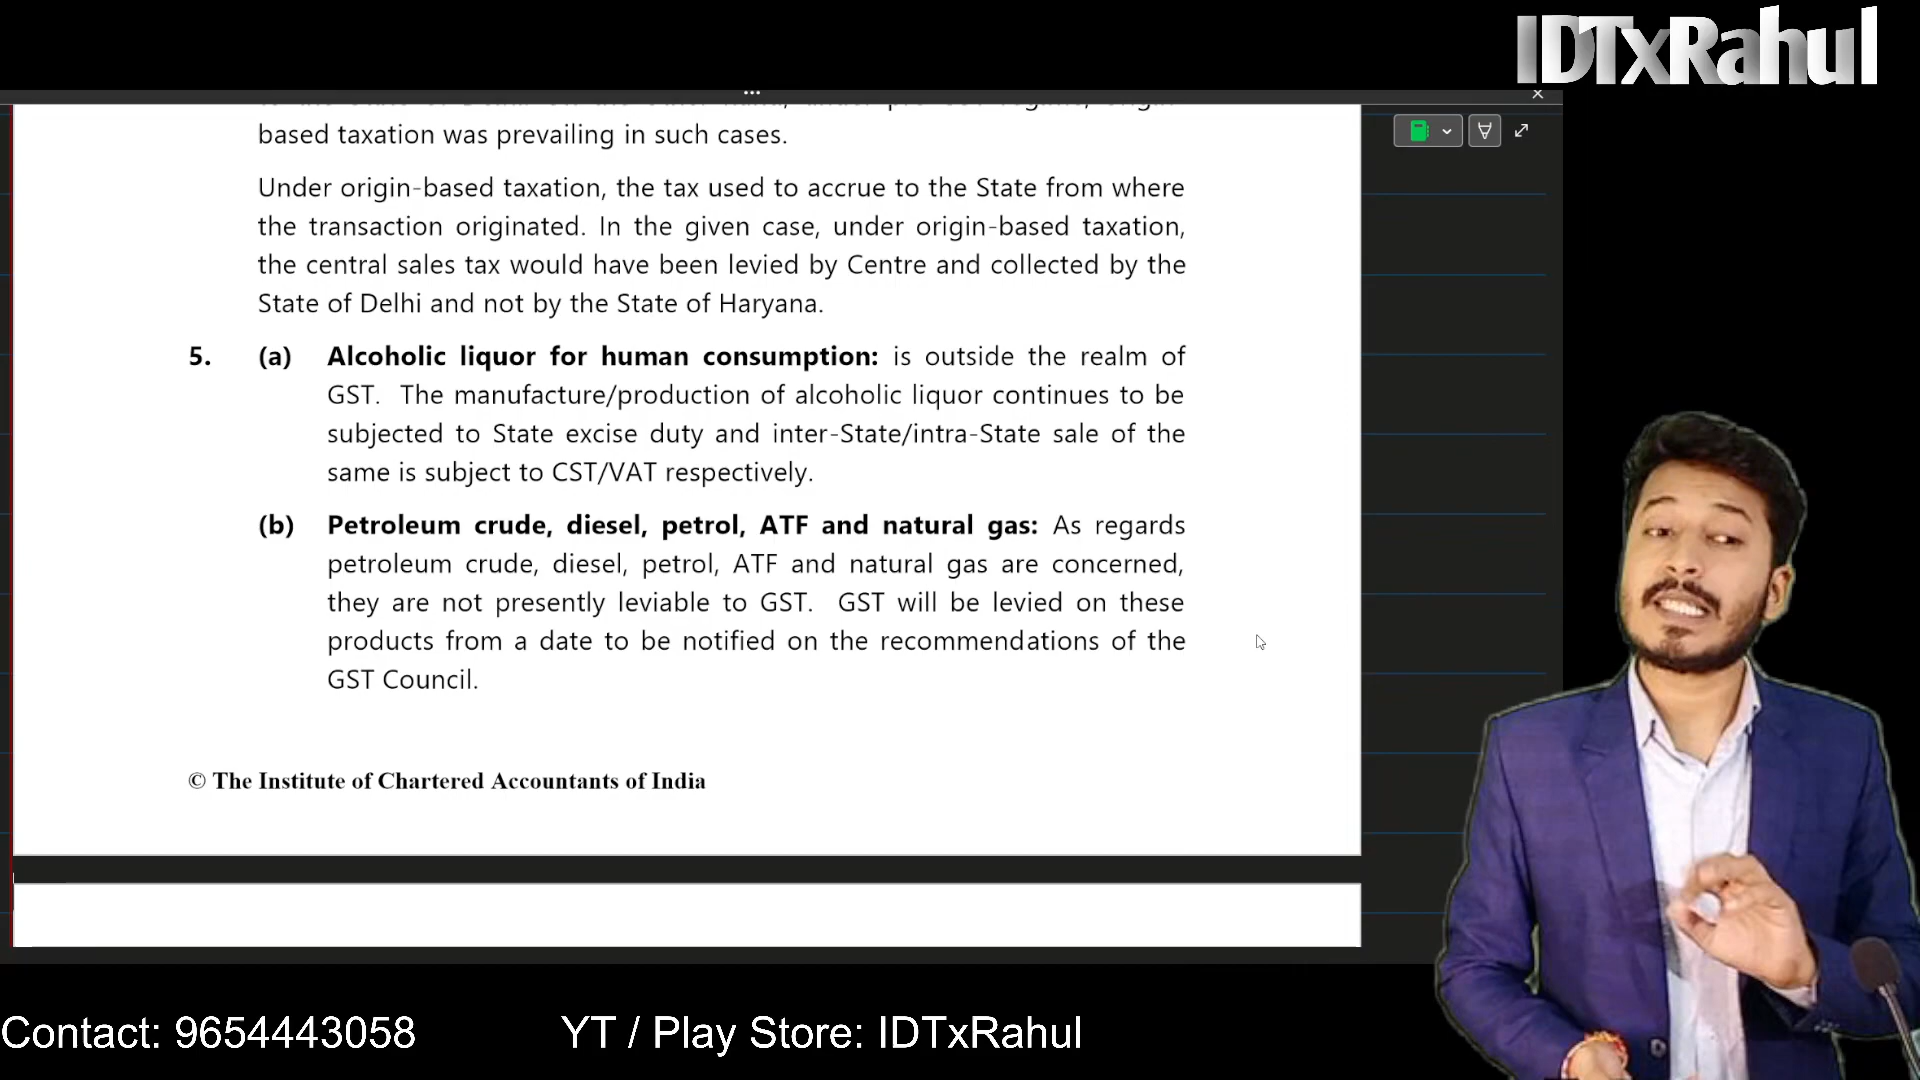 IDTxRahul
based taxation was prevailing in such cases.
Under origin-based taxation, the tax used to accrue to the State from where
the transaction originated. In the given case, under origin-based taxation,
the central sales tax would have been levied by Centre and collected by the
State of Delhi and not by the State of Haryana.
5. (a) Alcoholic liquor for human consumption: is outside the realm of
GST. The manufacture/production of alcoholic liquor continues to be
subjected to State excise duty and inter-State/intra-State sale of the
same is subject to CST/VAT respectively.
(b) Petroleum crude, diesel, petrol, ATF and natural gas: As regards
petroleum crude, diesel, petrol, ATF and natural gas are concerned,
they are not presently leviable to GST. GST will be levied on these
products from a date to be notified on the recommendations of the
GST Council.
© The Institute of Chartered Accountants of India
Contact: 9654443058 YT / Play Store: IDTxRahul